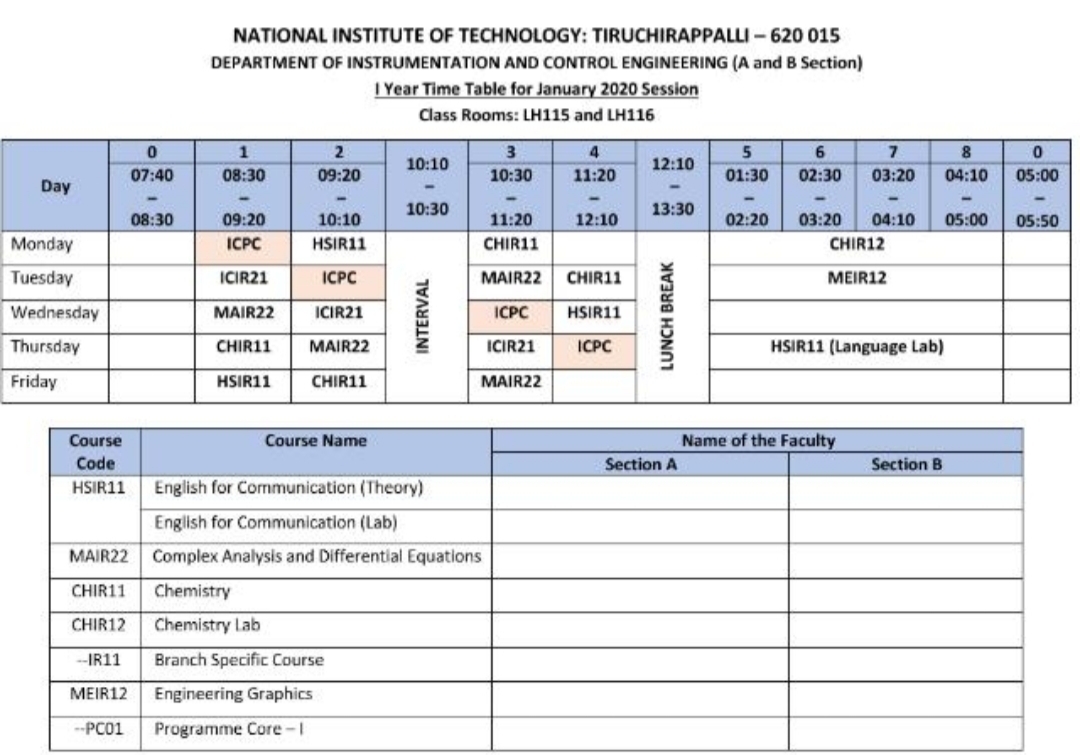 NATIONAL INSTITUTE OF TECHNOLOGY: TIRUCHIRAPPALLI – 620 015
DEPARTMENT OF INSTRUMENTATION AND CONTROL ENGINEERING (A and B Section)
I Year Time Table for January 2020 Session
Class Rooms: LH115 and LH116
Day 0 07:40 – 08:30 1 08:30 – 09:20 2 09:20 – 10:10 10:10 – 10:30 3 10:30 – 11:20 4 11:20 – 12:10 12:10 – 13:30 5 01:30 – 02:20 6 02:30 – 03:20 7 03:20 – 04:10 8 04:10 – 05:00 0 05:00 – 05:50
INTERVAL
LUNCH BREAK
Monday ICPC HSIR11 CHIR11 CHIR12
Tuesday ICIR21 ICPC MAIR22 CHIR11 MEIR12
Wednesday MAIR22 ICIR21 ICPC HSIR11
Thursday CHIR11 MAIR22 ICIR21 ICPC HSIR11 (Language Lab)
Friday HSIR11 CHIR11 MAIR22
Course Code Course Name Name of the Faculty
Section A Section B
HSIR11 English for Communication (Theory)
English for Communication (Lab)
MAIR22 Complex Analysis and Differential Equations
CHIR11 Chemistry
CHIR12 Chemistry Lab
--IR11 Branch Specific Course
MEIR12 Engineering Graphics
--PC01 Programme Core – I